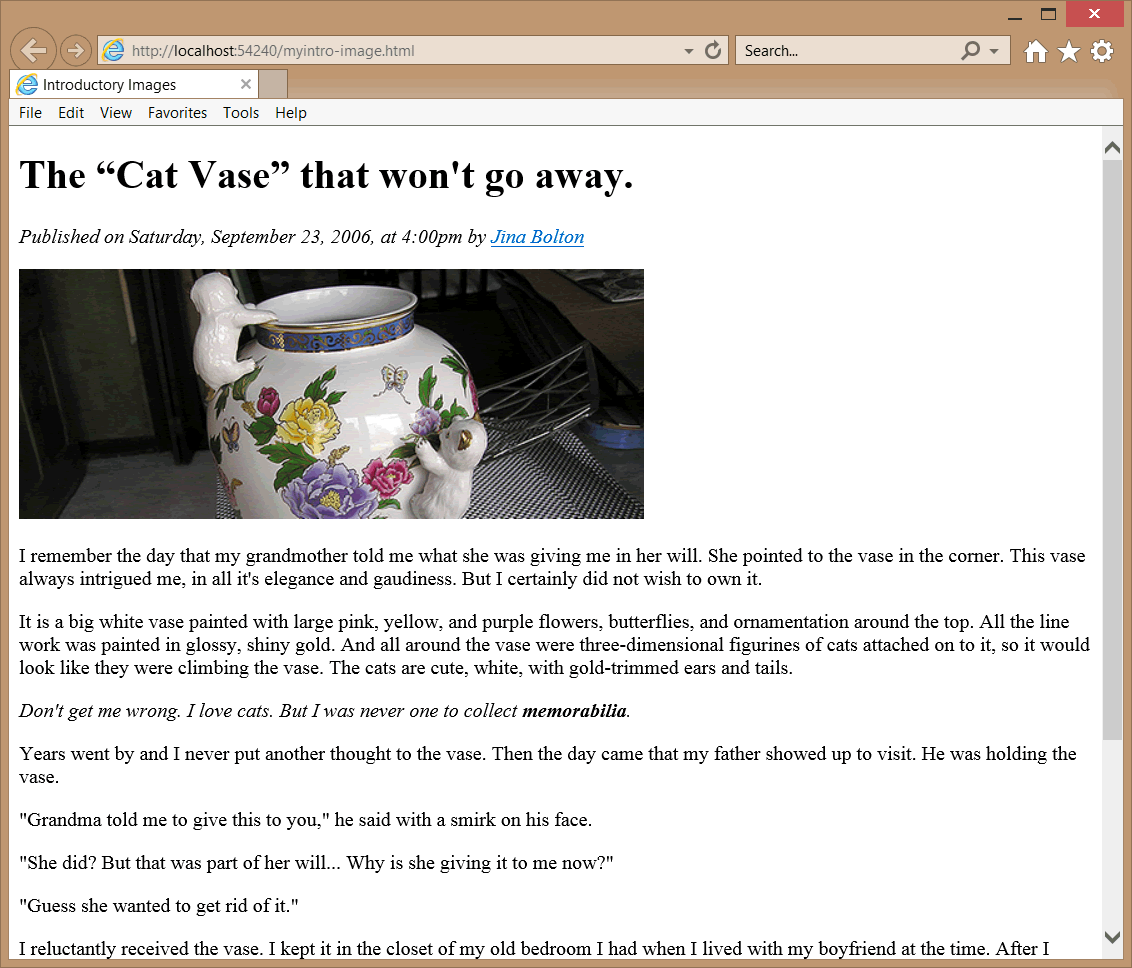 http://localhost:54240/myintro-image.html
Search...
Introductory Images
File Edit View Favorites Tools Help
The “Cat Vase” that won't go away.
Published on Saturday, September 23, 2006, at 4:00pm by Jina Bolton
I remember the day that my grandmother told me what she was giving me in her will. She pointed to the vase in the corner. This vase
always intrigued me, in all it's elegance and gaudiness. But I certainly did not wish to own it.
It is a big white vase painted with large pink, yellow, and purple flowers, butterflies, and ornamentation around the top. All the line
work was painted in glossy, shiny gold. And all around the vase were three-dimensional figurines of cats attached on to it, so it would
look like they were climbing the vase. The cats are cute, white, with gold-trimmed ears and tails.
Don't get me wrong. I love cats. But I was never one to collect memorabilia.
Years went by and I never put another thought to the vase. Then the day came that my father showed up to visit. He was holding the
vase.
"Grandma told me to give this to you," he said with a smirk on his face.
"She did? But that was part of her will... Why is she giving it to me now?"
"Guess she wanted to get rid of it."
I reluctantly received the vase. I kept it in the closet of my old bedroom I had when I lived with my boyfriend at the time. After I